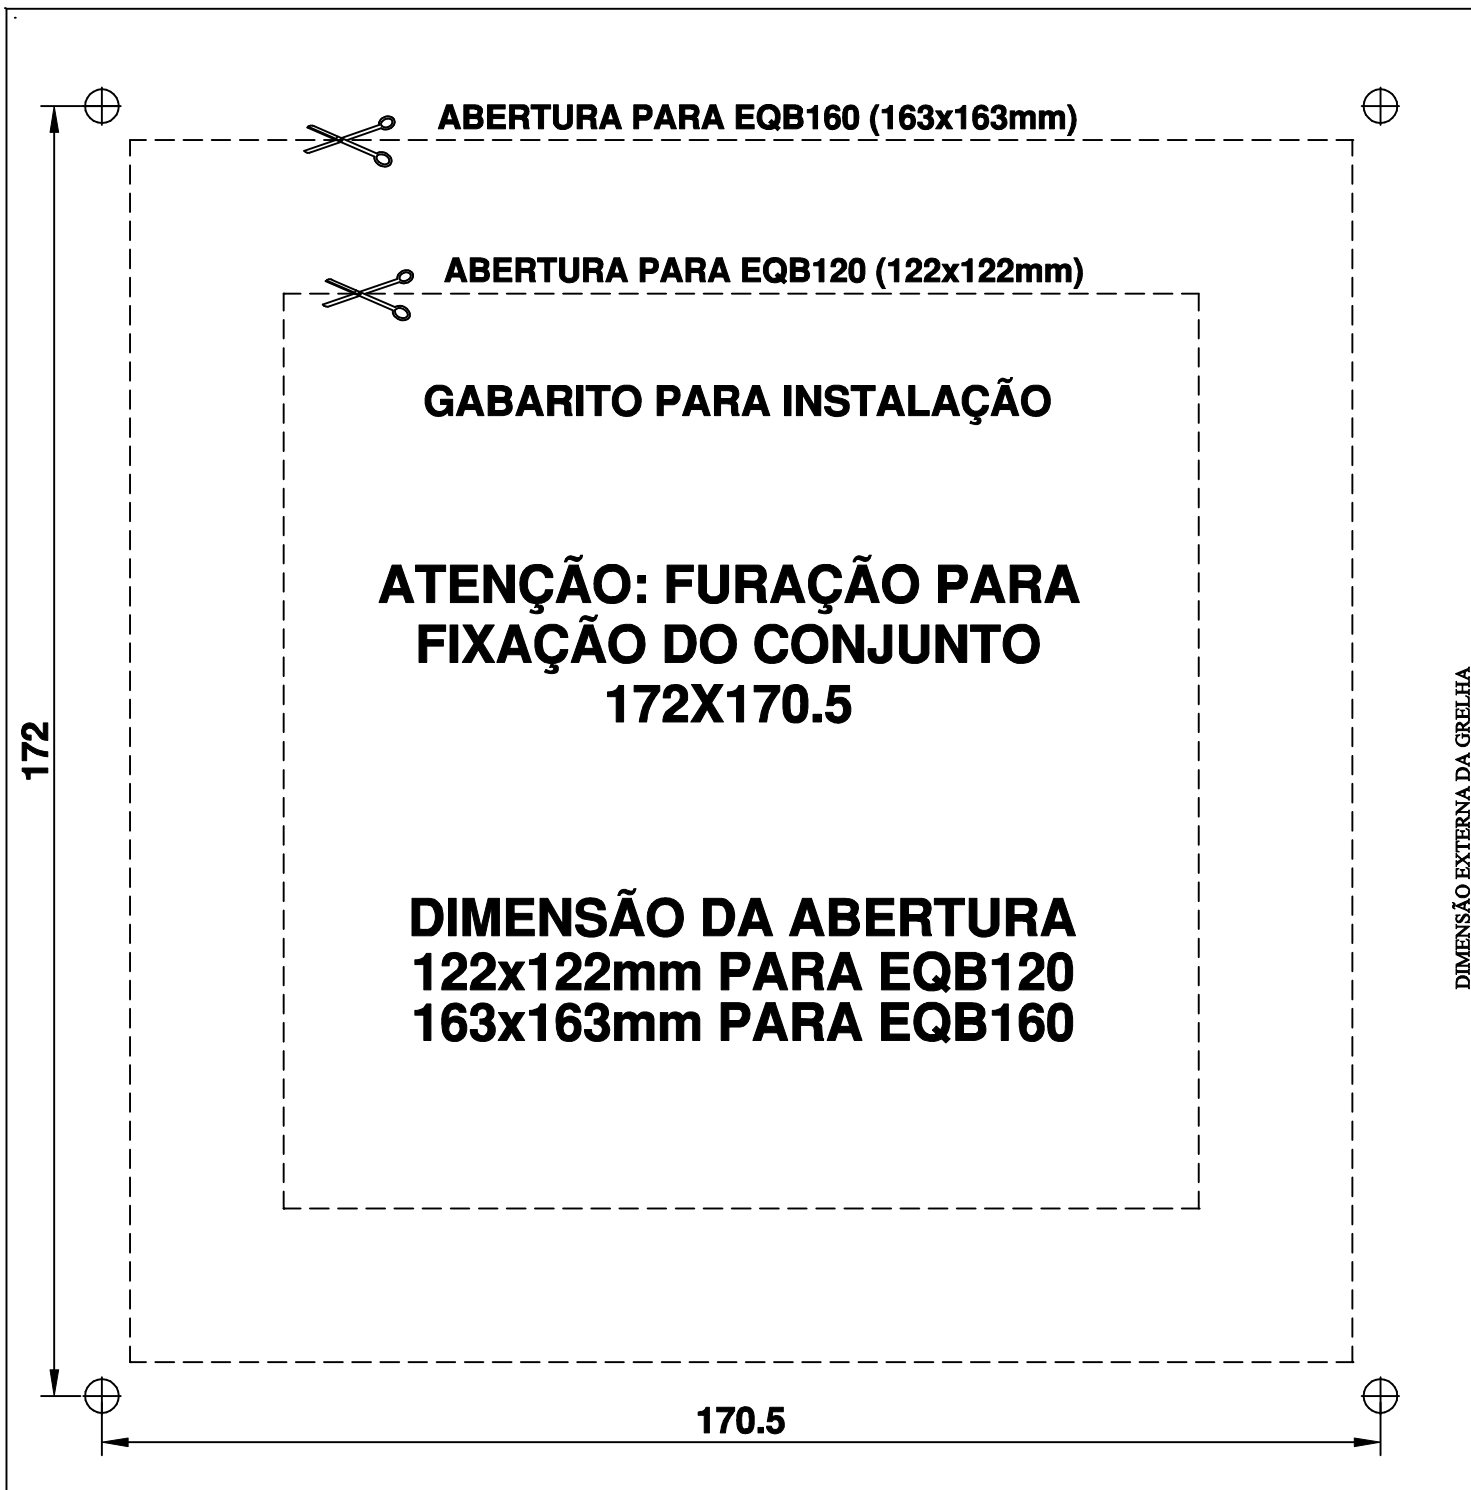 ABERTURA PARA EQB160 (163x163mm)
ABERTURA PARA EQB120 (122x122mm)
GABARITO PARA INSTALAÇÃO
ATENÇÃO: FURAÇÃO PARA
FIXAÇÃO DO CONJUNTO
172X170.5
172
DIMENSÃO EXTERNA DA GRELHA
DIMENSÃO DA ABERTURA
122x122mm PARA EQB120
163x163mm PARA EQB160
170.5